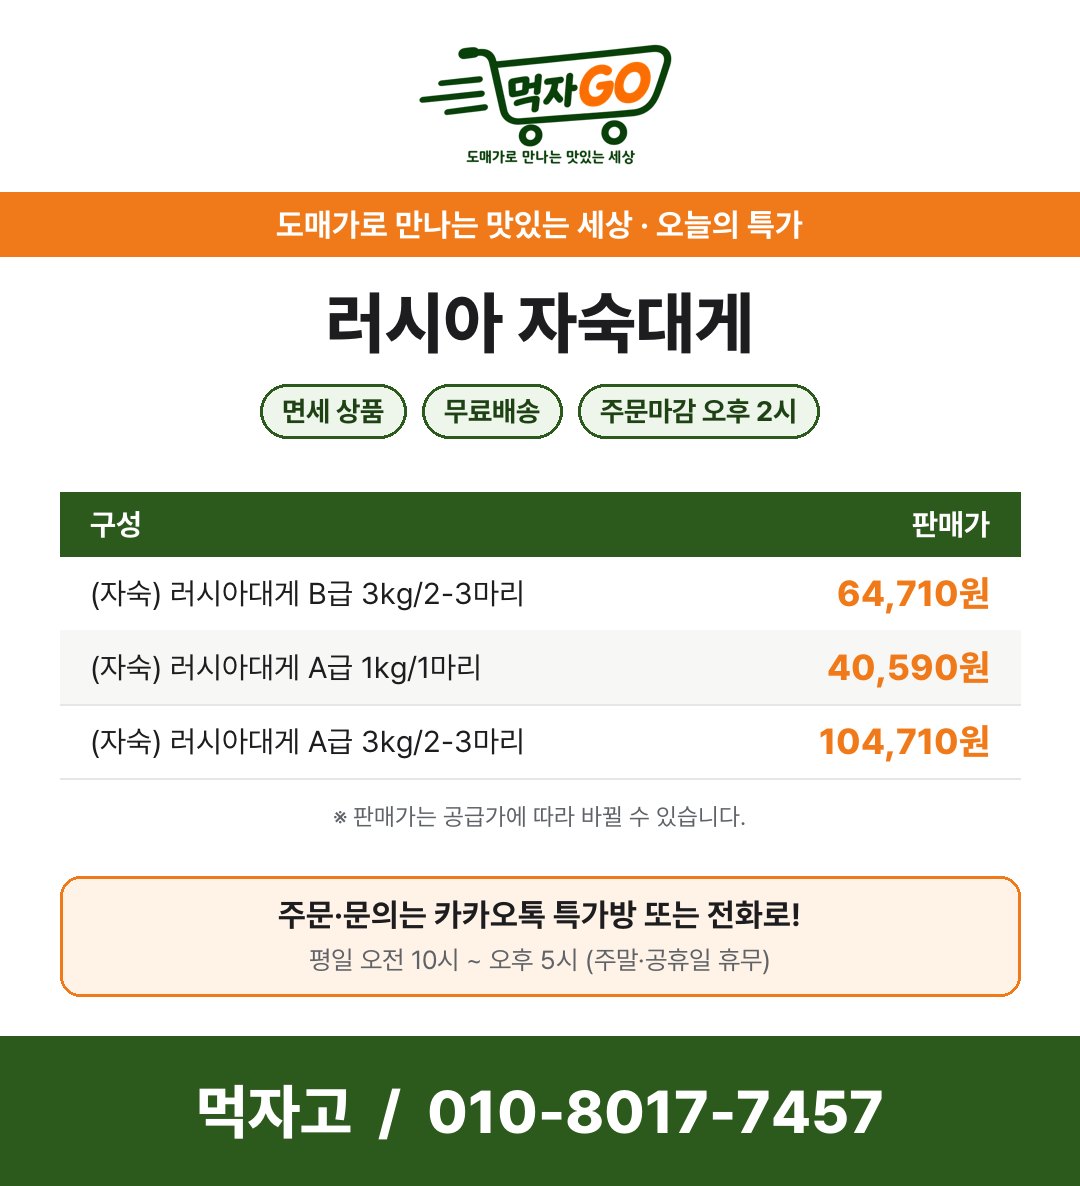 먹자GO
도매가로 만나는 맛있는 세상
도매가로 만나는 맛있는 세상 · 오늘의 특가
러시아 자숙대게
면세 상품 무료배송 주문마감 오후 2시
구성 판매가
(자숙) 러시아대게 B급 3kg/2-3마리 64,710원
(자숙) 러시아대게 A급 1kg/1마리 40,590원
(자숙) 러시아대게 A급 3kg/2-3마리 104,710원
※ 판매가는 공급가에 따라 바뀔 수 있습니다.
주문·문의는 카카오톡 특가방 또는 전화로!
평일 오전 10시 ~ 오후 5시 (주말·공휴일 휴무)
먹자고 / 010-8017-7457